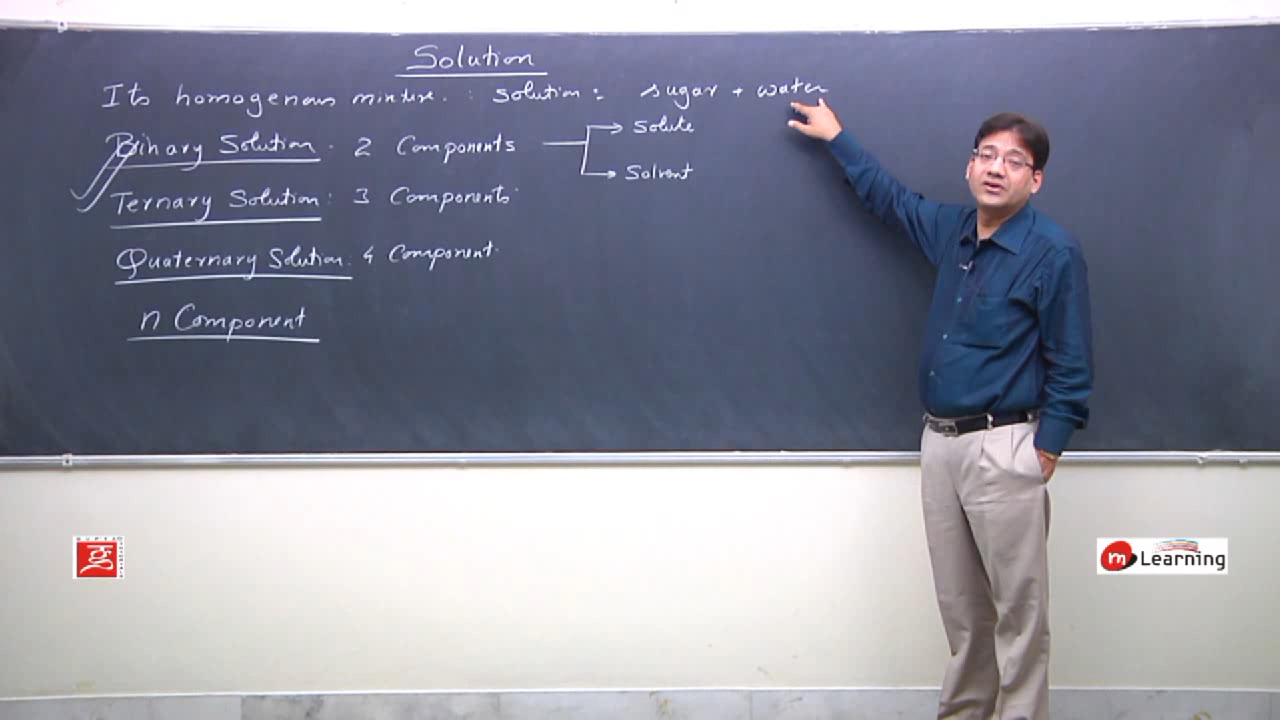 Solution
Its homogenous mixture. : solution: sugar + water
Binary Solution. 2 Components → Solute
→ Solvent
Ternary Solution: 3 Components
Quaternary Solution: 4 Component
n Component
GUPTA
m Learning